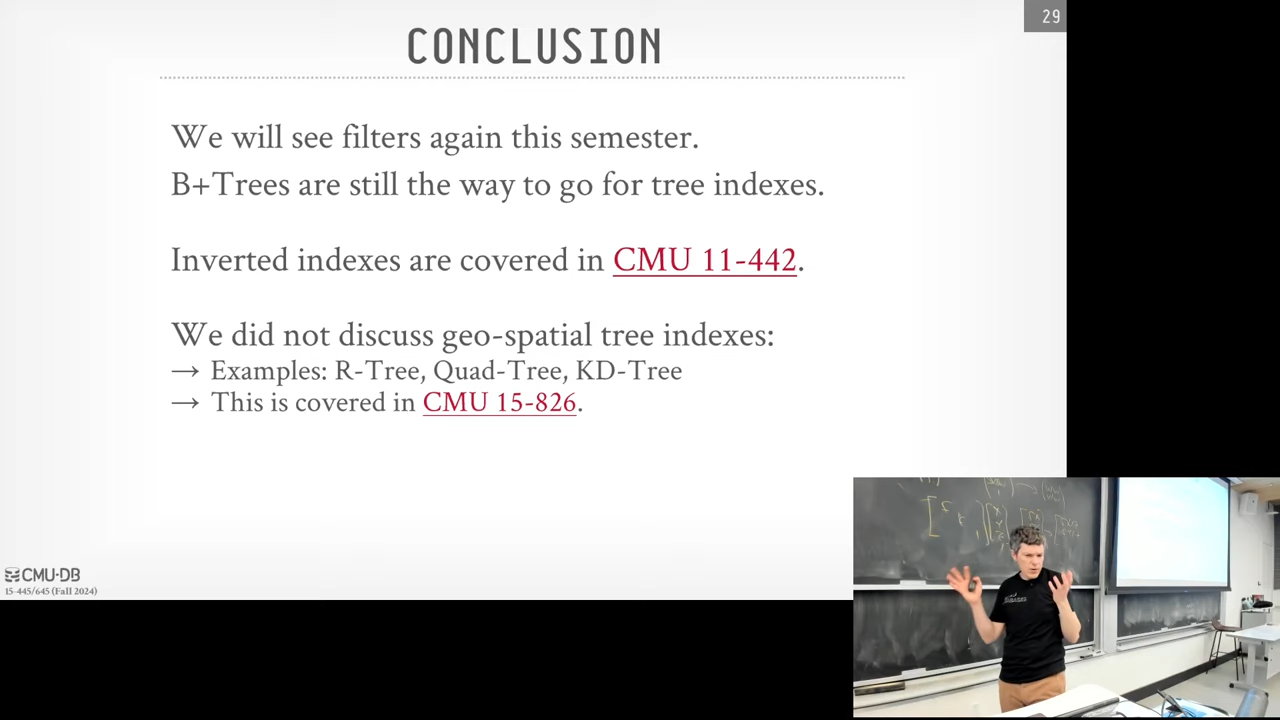 29
CONCLUSION
We will see filters again this semester.
B+Trees are still the way to go for tree indexes.
Inverted indexes are covered in CMU 11-442.
We did not discuss geo-spatial tree indexes:
→ Examples: R-Tree, Quad-Tree, KD-Tree
→ This is covered in CMU 15-826.
CMU·DB
15-445/645 (Fall 2024)